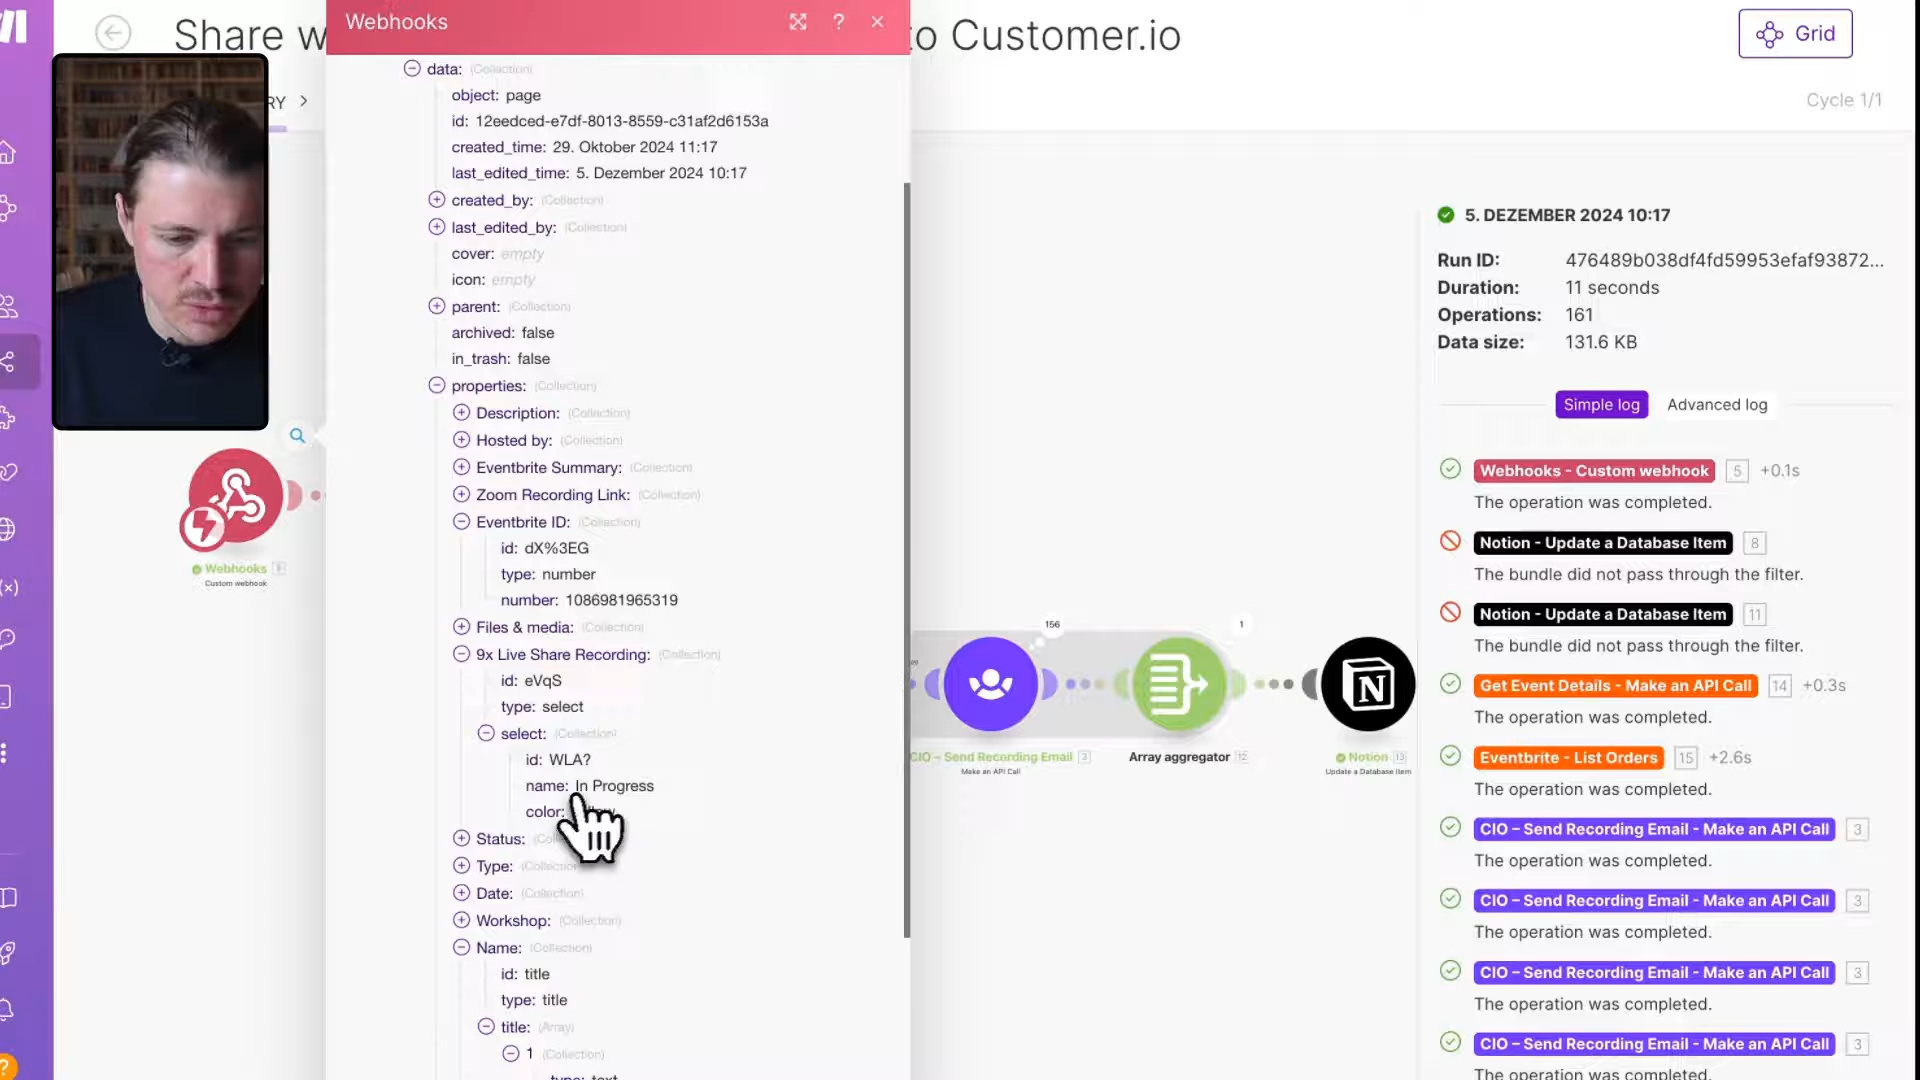 Share w
to Customer.io
Grid
RY
Cycle 1/1
Webhooks
?
data: (Collection)
object: page
id: 12eedced-e7df-8013-8559-c31af2d6153a
created_time: 29. Oktober 2024 11:17
last_edited_time: 5. Dezember 2024 10:17
created_by: (Collection)
last_edited_by: (Collection)
cover: empty
icon: empty
parent: (Collection)
archived: false
in_trash: false
properties: (Collection)
Description: (Collection)
Hosted by: (Collection)
Eventbrite Summary: (Collection)
Zoom Recording Link: (Collection)
Eventbrite ID: (Collection)
id: dX%3EG
type: number
number: 1086981965319
Files & media: (Collection)
9x Live Share Recording: (Collection)
id: eVqS
type: select
select: (Collection)
id: WLA?
name: In Progress
color:
Status:
Type: (Collection
Date: (Collection)
Workshop: (Collection)
Name: (Collection)
id: title
type: title
title: (Array)
1 (Collection)
type: text
Webhooks
Custom webhook
156
CIO – Send Recording Email 3
Make an API Call
1
Array aggregator 12
Notion 13
Update a Database Item
5. DEZEMBER 2024 10:17
Run ID: 476489b038df4fd59953efaf93872...
Duration: 11 seconds
Operations: 161
Data size: 131.6 KB
Simple log Advanced log
Webhooks - Custom webhook 5 +0.1s
The operation was completed.
Notion - Update a Database Item 8
The bundle did not pass through the filter.
Notion - Update a Database Item 11
The bundle did not pass through the filter.
Get Event Details - Make an API Call 14 +0.3s
The operation was completed.
Eventbrite - List Orders 15 +2.6s
The operation was completed.
CIO – Send Recording Email - Make an API Call 3
The operation was completed.
CIO – Send Recording Email - Make an API Call 3
The operation was completed.
CIO – Send Recording Email - Make an API Call 3
The operation was completed.
CIO – Send Recording Email - Make an API Call 3
The operation was completed.